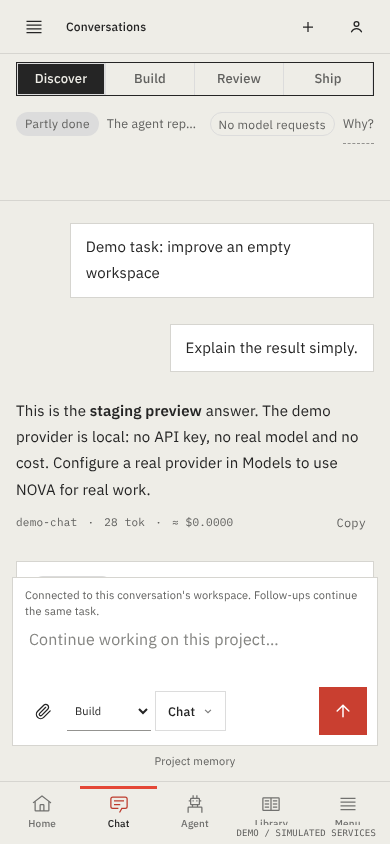 Conversations
Discover
Build
Review
Ship
Partly done
The agent rep...
No model requests
Why?
Demo task: improve an empty
workspace
Explain the result simply.
This is the staging preview answer. The demo
provider is local: no API key, no real model and no
cost. Configure a real provider in Models to use
NOVA for real work.
demo-chat · 28 tok · ≈ $0.0000
Copy
Connected to this conversation's workspace. Follow-ups continue
the same task.
Continue working on this project...
Build
Chat
Project memory
Home
Chat
Agent
Library
Menu
DEMO / SIMULATED SERVICES